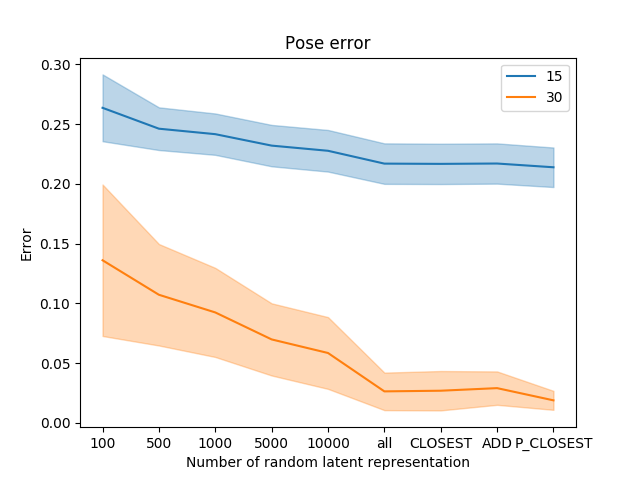 Pose error
15
30
Error
0.30
0.25
0.20
0.15
0.10
0.05
0.00
100 500 1000 5000 10000 all CLOSEST ADD P_CLOSEST
Number of random latent representation